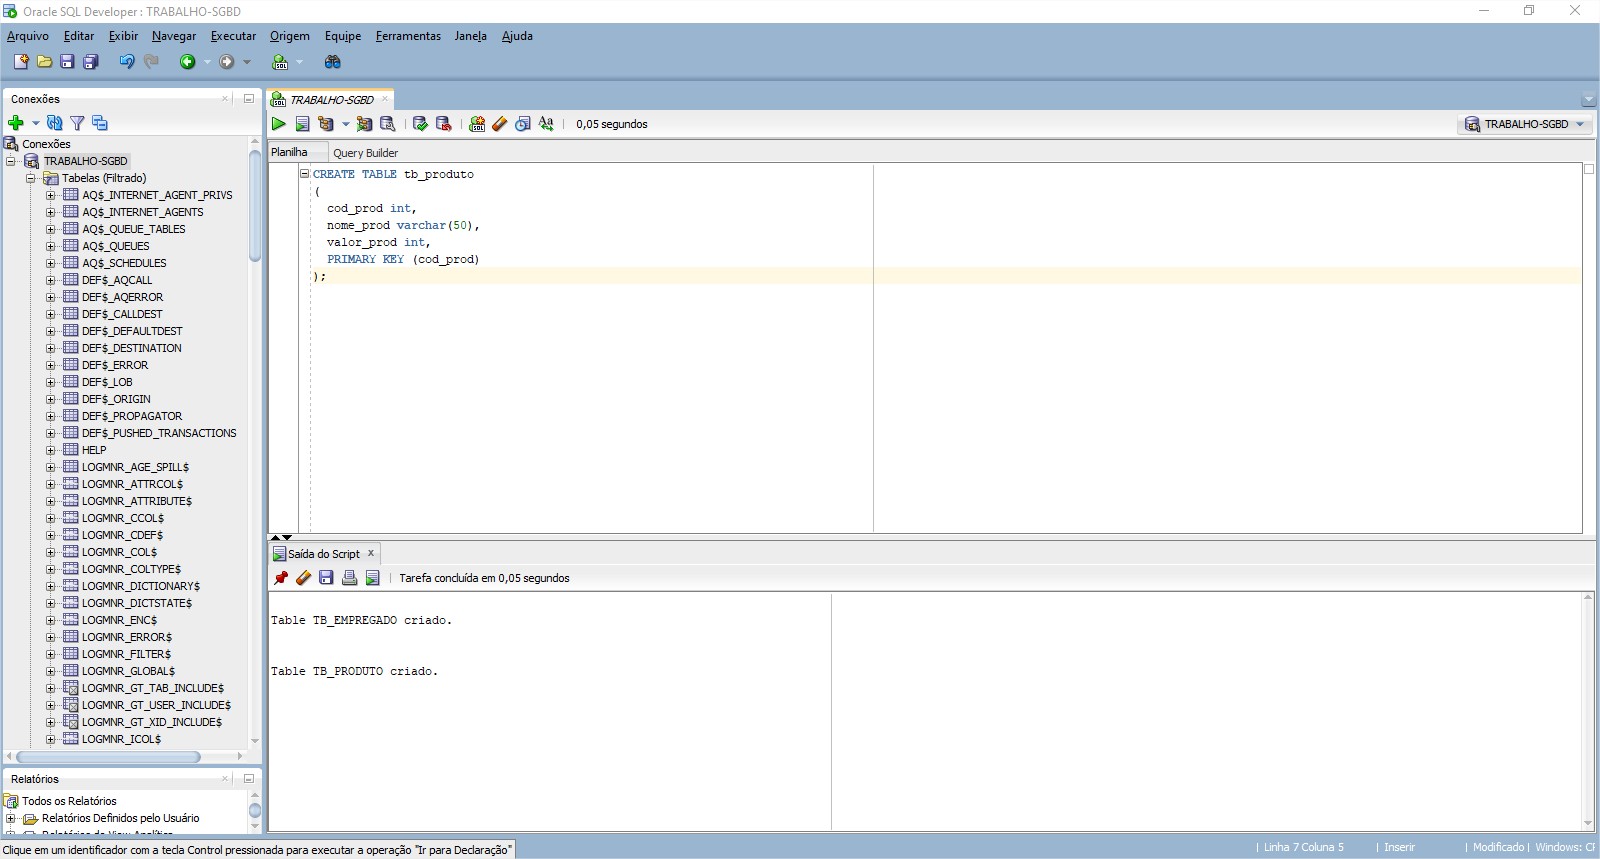 Oracle SQL Developer : TRABALHO-SGBD
Arquivo Editar Exibir Navegar Executar Origem Equipe Ferramentas Janela Ajuda
Conexões
Conexões
TRABALHO-SGBD
Tabelas (Filtrado)
AQ$_INTERNET_AGENT_PRIVS
AQ$_INTERNET_AGENTS
AQ$_QUEUE_TABLES
AQ$_QUEUES
AQ$_SCHEDULES
DEF$_AQCALL
DEF$_AQERROR
DEF$_CALLDEST
DEF$_DEFAULTDEST
DEF$_DESTINATION
DEF$_ERROR
DEF$_LOB
DEF$_ORIGIN
DEF$_PROPAGATOR
DEF$_PUSHED_TRANSACTIONS
HELP
LOGMNR_AGE_SPILL$
LOGMNR_ATTRCOL$
LOGMNR_ATTRIBUTE$
LOGMNR_CCOL$
LOGMNR_CDEF$
LOGMNR_COL$
LOGMNR_COLTYPE$
LOGMNR_DICTIONARY$
LOGMNR_DICTSTATE$
LOGMNR_ENC$
LOGMNR_ERROR$
LOGMNR_FILTER$
LOGMNR_GLOBAL$
LOGMNR_GT_TAB_INCLUDE$
LOGMNR_GT_USER_INCLUDE$
LOGMNR_GT_XID_INCLUDE$
LOGMNR_ICOL$
Relatórios
Todos os Relatórios
Relatórios Definidos pelo Usuário
TRABALHO-SGBD
0,05 segundos
TRABALHO-SGBD
Planilha Query Builder
CREATE TABLE tb_produto
(
cod_prod int,
nome_prod varchar(50),
valor_prod int,
PRIMARY KEY (cod_prod)
);
Saída do Script
Tarefa concluída em 0,05 segundos
Table TB_EMPREGADO criado.
Table TB_PRODUTO criado.
Clique em um identificador com a tecla Control pressionada para executar a operação "Ir para Declaração"
| Linha 7 Coluna 5 | Inserir | Modificado | Windows: CF